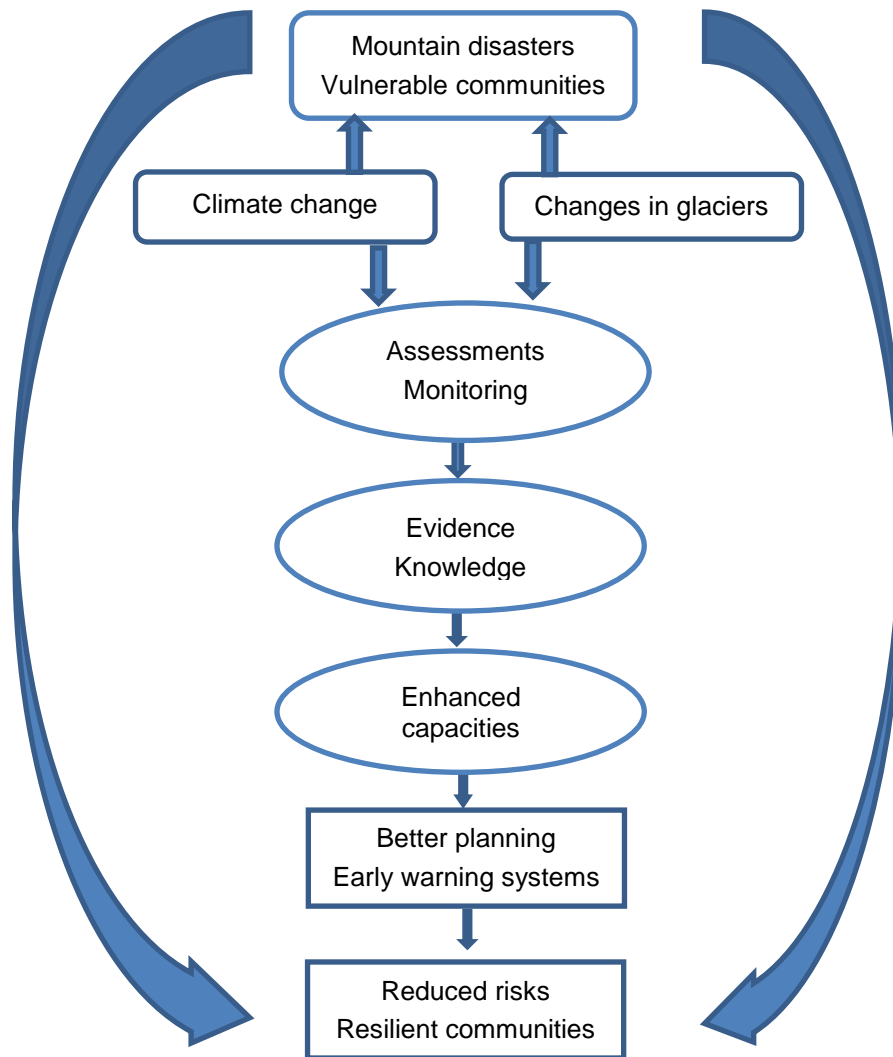 Mountain disasters
Vulnerable communities
Climate change
Changes in glaciers
Assessments
Monitoring
Evidence
Knowledge
Enhanced
capacities
Better planning
Early warning systems
Reduced risks
Resilient communities